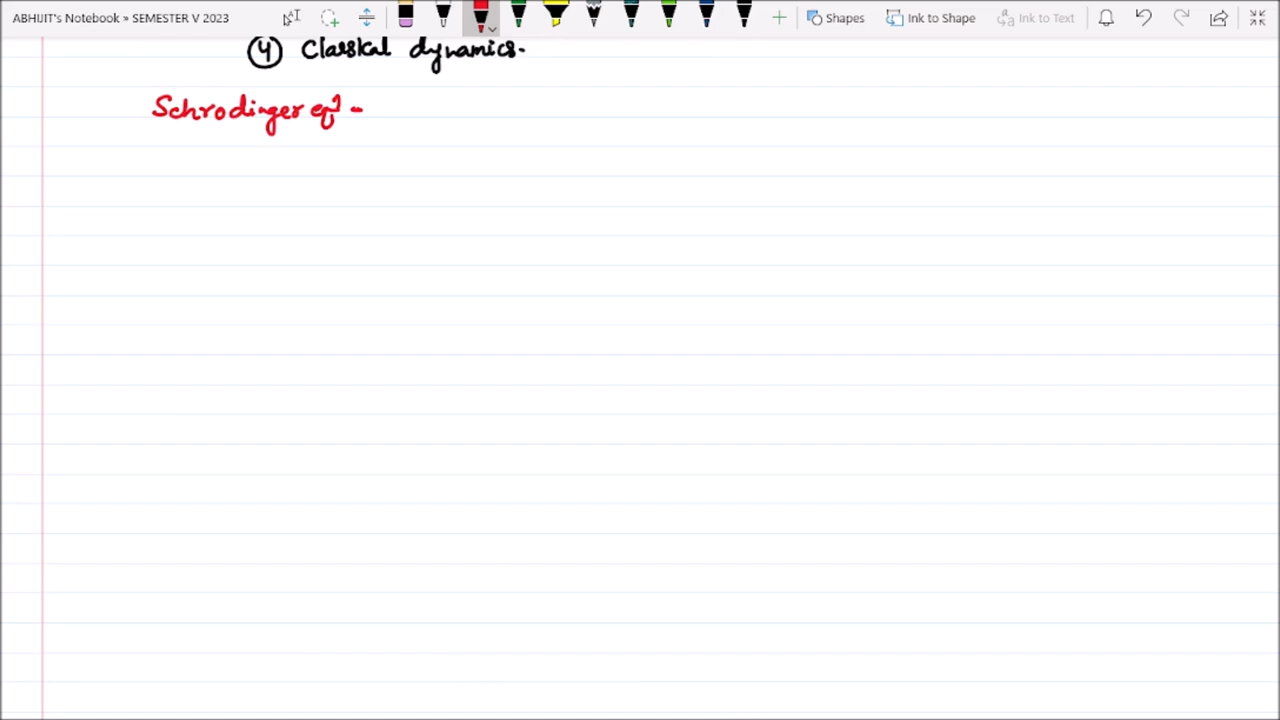 ABHIJIT's Notebook » SEMESTER V 2023
Shapes
Ink to Shape
Ink to Text
④ Classical dynamics.
Schrodinger eqⁿ -